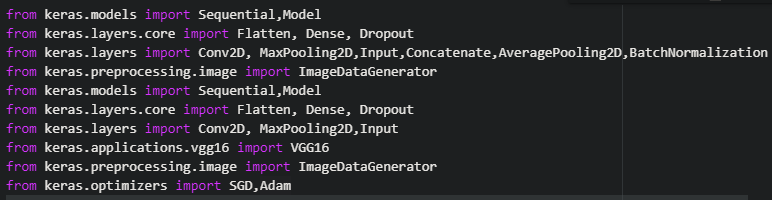 from keras.models import Sequential,Model
from keras.layers.core import Flatten, Dense, Dropout
from keras.layers import Conv2D, MaxPooling2D,Input,Concatenate,AveragePooling2D,BatchNormalization
from keras.preprocessing.image import ImageDataGenerator
from keras.models import Sequential,Model
from keras.layers.core import Flatten, Dense, Dropout
from keras.layers import Conv2D, MaxPooling2D,Input
from keras.applications.vgg16 import VGG16
from keras.preprocessing.image import ImageDataGenerator
from keras.optimizers import SGD,Adam